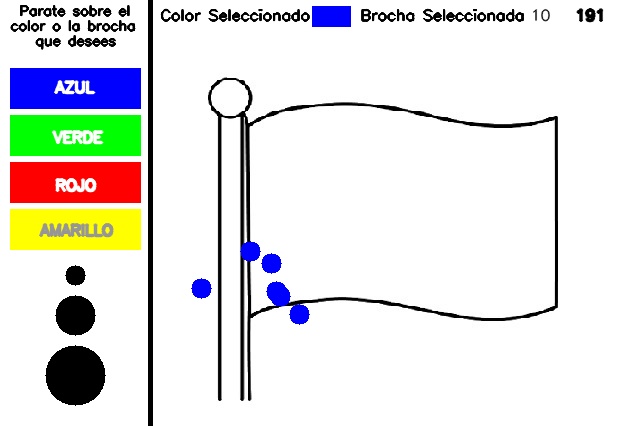 Parate sobre el
color o la brocha
que desees
Color Seleccionado
Brocha Seleccionada 10
191
AZUL
VERDE
ROJO
AMARILLO